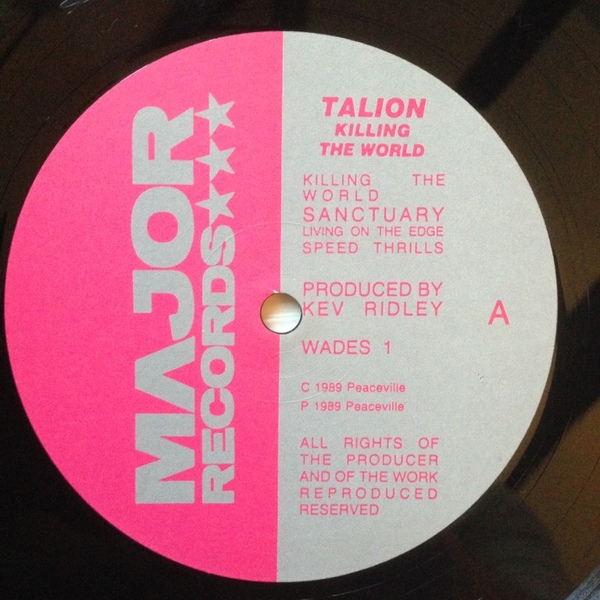 MAJOR
RECORDS
TALION
KILLING
THE WORLD
KILLING THE
WORLD
SANCTUARY
LIVING ON THE EDGE
SPEED THRILLS
PRODUCED BY
KEV RIDLEY
A
WADES 1
C 1989 Peaceville
P 1989 Peaceville
ALL RIGHTS OF
THE PRODUCER
AND OF THE WORK
REPRODUCED
RESERVED